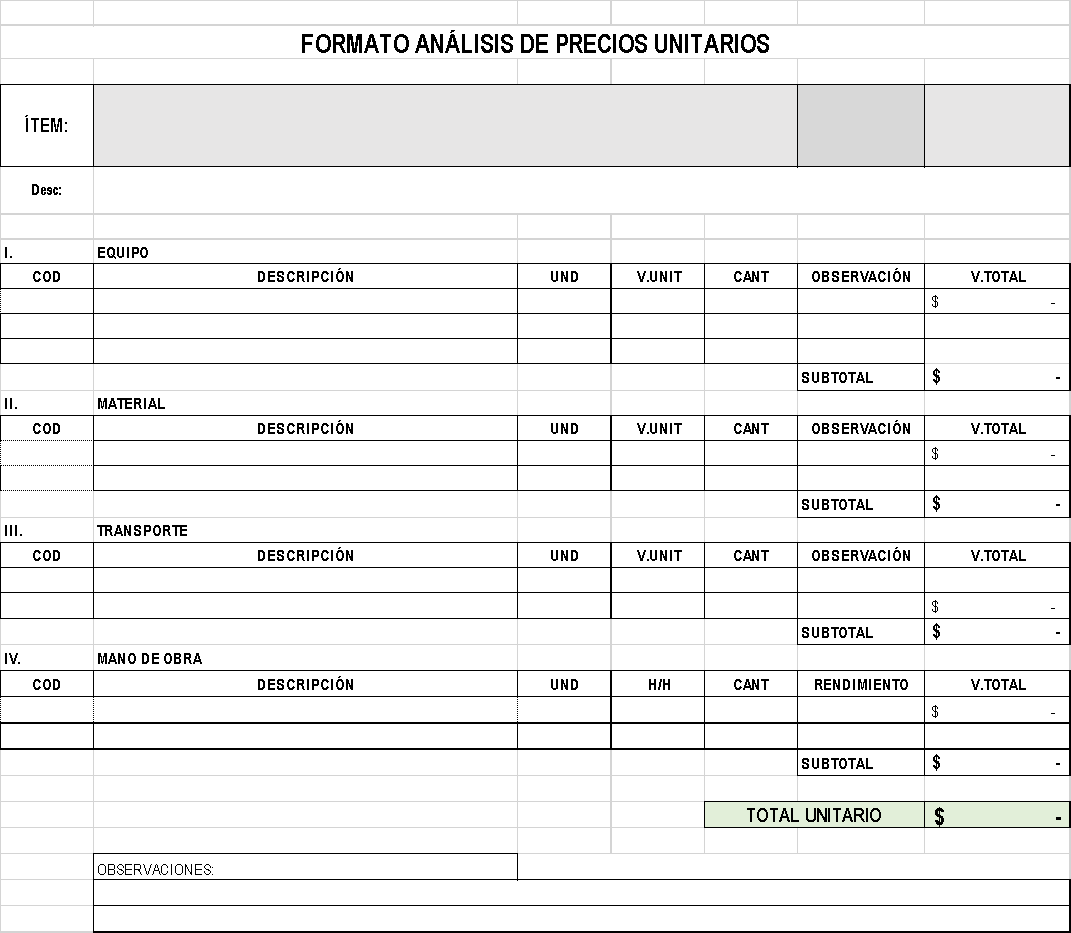 FORMATO ANÁLISIS DE PRECIOS UNITARIOS
ÍTEM:
Desc:
I. EQUIPO
COD DESCRIPCIÓN UND V.UNIT CANT OBSERVACIÓN V.TOTAL
$ -
SUBTOTAL $ -
II. MATERIAL
COD DESCRIPCIÓN UND V.UNIT CANT OBSERVACIÓN V.TOTAL
$ -
SUBTOTAL $ -
III. TRANSPORTE
COD DESCRIPCIÓN UND V.UNIT CANT OBSERVACIÓN V.TOTAL
$ -
SUBTOTAL $ -
IV. MANO DE OBRA
COD DESCRIPCIÓN UND H/H CANT RENDIMIENTO V.TOTAL
$ -
SUBTOTAL $ -
TOTAL UNITARIO $ -
OBSERVACIONES: